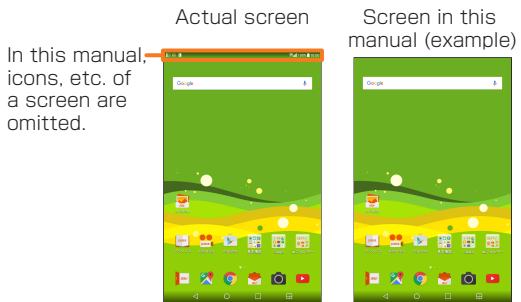 Actual screen
Screen in this
manual (example)
In this manual,
icons, etc. of
a screen are
omitted.
Google
Google